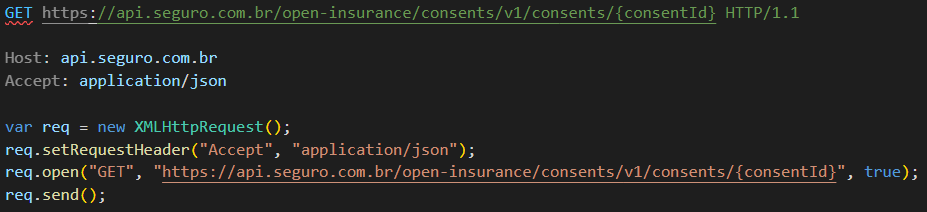 GET https://api.seguro.com.br/open-insurance/consents/v1/consents/{consentId} HTTP/1.1
Host: api.seguro.com.br
Accept: application/json
var req = new XMLHttpRequest();
req.setRequestHeader("Accept", "application/json");
req.open("GET", "https://api.seguro.com.br/open-insurance/consents/v1/consents/{consentId}", true);
req.send();